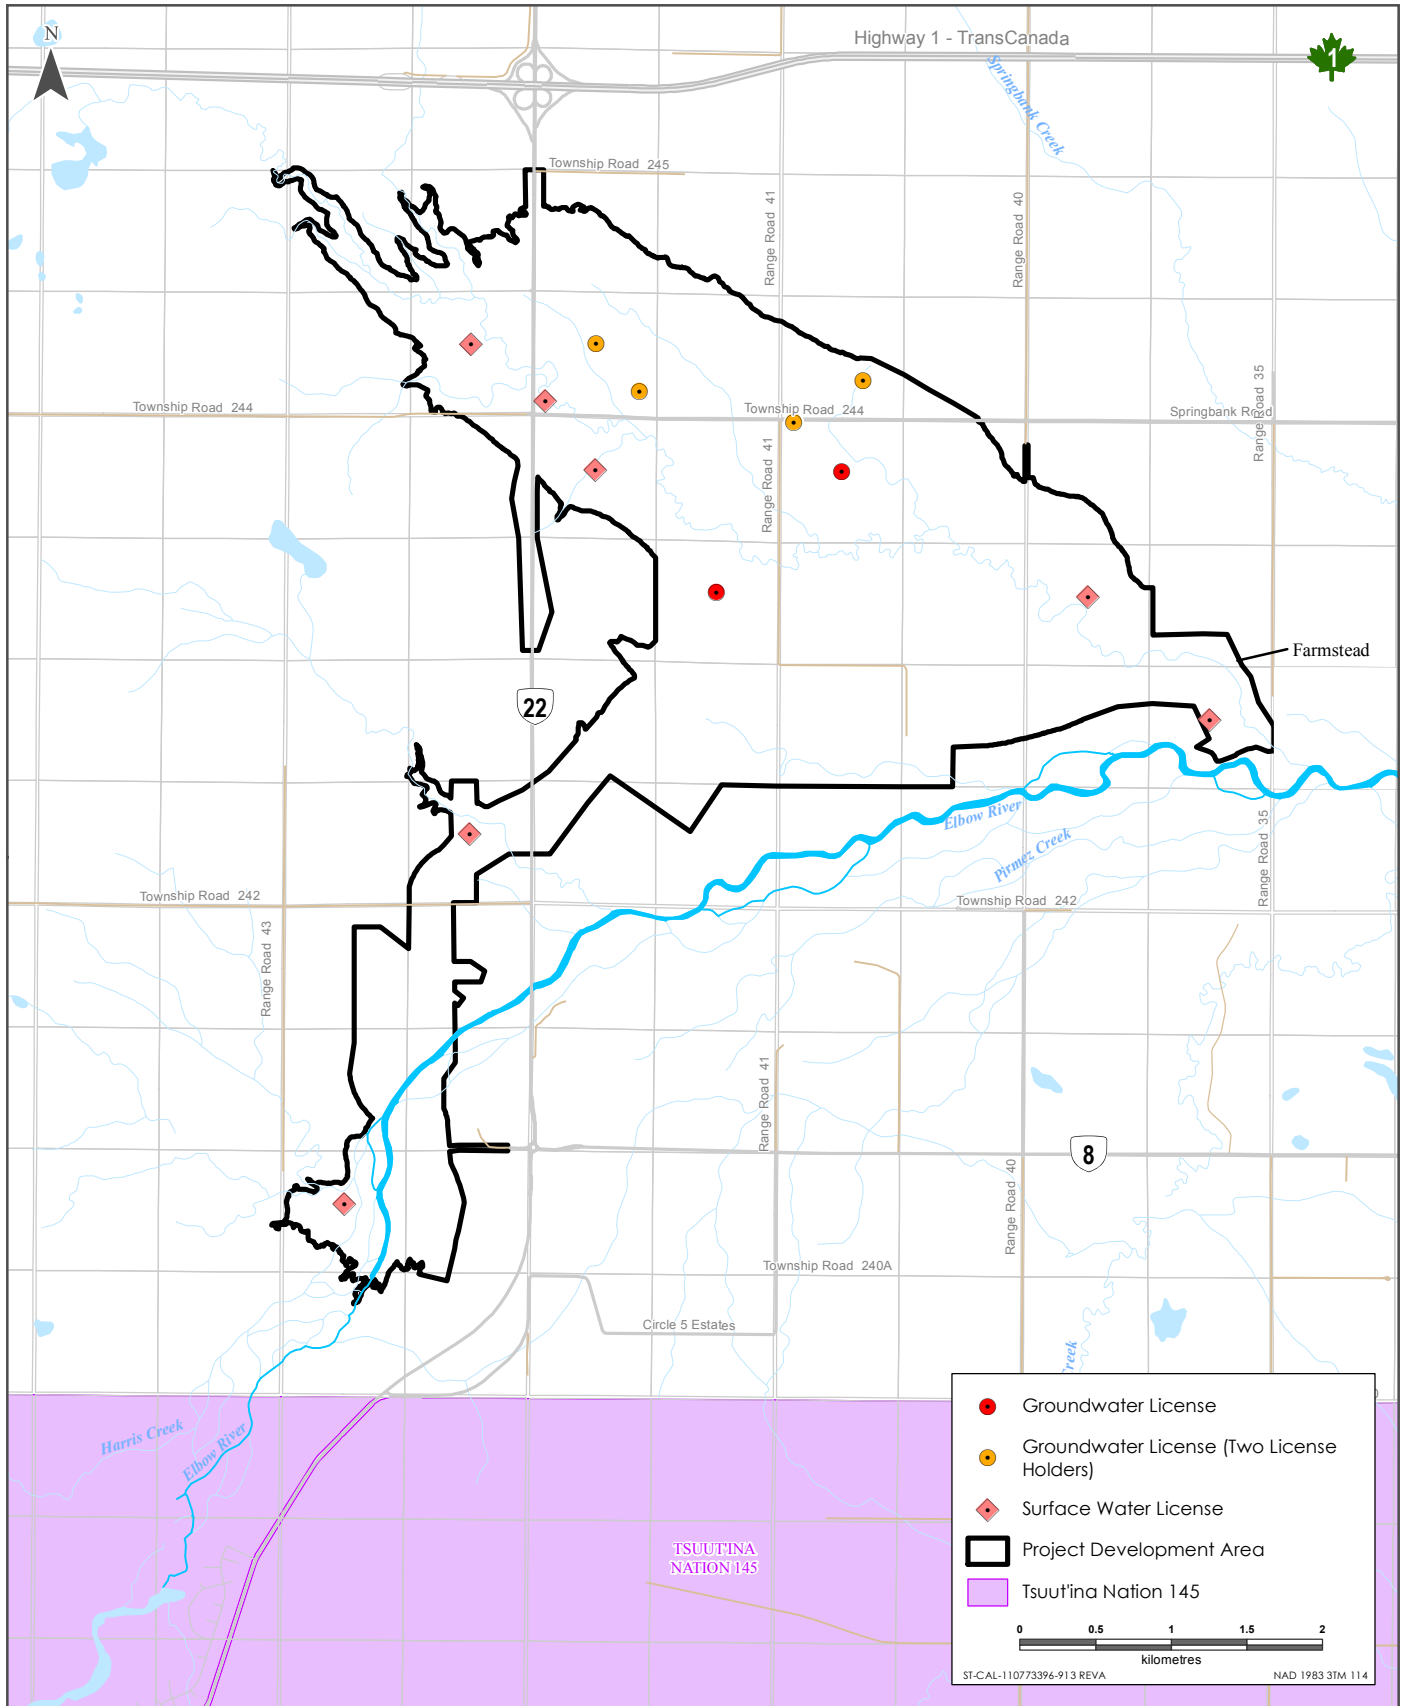 N
Highway 1 - TransCanada
1
Springbank Creek
Township Road 245
Range Road 41
Range Road 40
Range Road 35
Township Road 244
Township Road 244
Springbank Road
Range Road 41
Farmstead
22
Elbow River
Pirmez Creek
Range Road 35
Township Road 242
Township Road 242
Range Road 43
Range Road 41
8
Range Road 40
Township Road 240A
Circle 5 Estates
Creek
Harris Creek
Elbow River
TSUUT'INA
NATION 145
Groundwater License
Groundwater License (Two License
Holders)
Surface Water License
Project Development Area
Tsuut'ina Nation 145
0 0.5 1 1.5 2
kilometres
ST-CAL-110773396-913 REVA
NAD 1983 3TM 114